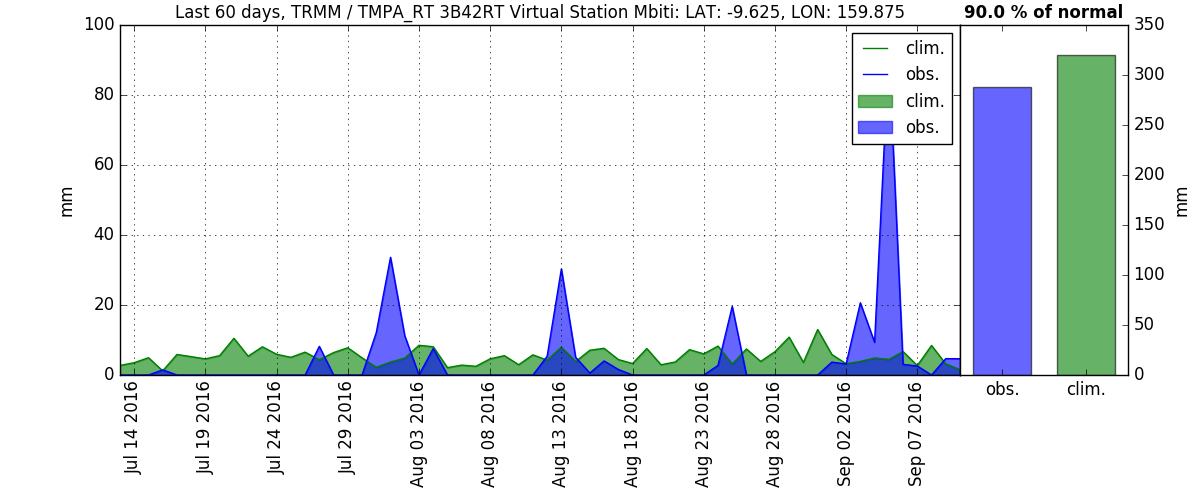 Last 60 days, TRMM / TMPA_RT 3B42RT Virtual Station Mbiti: LAT: -9.625, LON: 159.875
90.0 % of normal
100
80
60
40
20
0
mm
clim.
obs.
clim.
obs.
350
300
250
200
150
100
50
0
mm
Jul 14 2016
Jul 19 2016
Jul 24 2016
Jul 29 2016
Aug 03 2016
Aug 08 2016
Aug 13 2016
Aug 18 2016
Aug 23 2016
Aug 28 2016
Sep 02 2016
Sep 07 2016
obs.
clim.